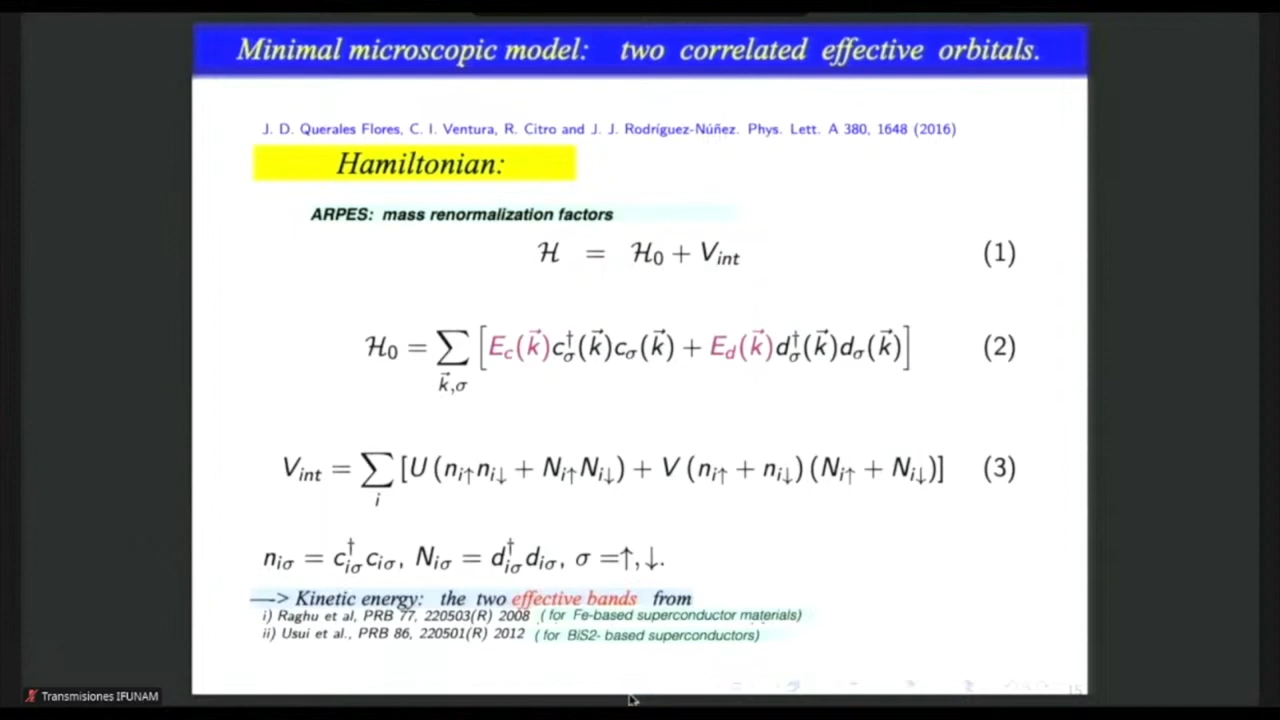 Minimal microscopic model: two correlated effective orbitals.
J. D. Querales Flores, C. I. Ventura, R. Citro and J. J. Rodríguez-Núñez. Phys. Lett. A 380, 1648 (2016)
Hamiltonian:
ARPES: mass renormalization factors
ℋ = ℋ₀ + V_int (1)
ℋ₀ = ∑_{k⃗,σ} [E_c(k⃗)c†_σ(k⃗)c_σ(k⃗) + E_d(k⃗)d†_σ(k⃗)d_σ(k⃗)] (2)
V_int = ∑_i [U (n_{i↑}n_{i↓} + N_{i↑}N_{i↓}) + V (n_{i↑} + n_{i↓}) (N_{i↑} + N_{i↓})] (3)
n_{iσ} = c†_{iσ}c_{iσ}, N_{iσ} = d†_{iσ}d_{iσ}, σ =↑, ↓.
—> Kinetic energy: the two effective bands from
i) Raghu et al, PRB 77, 220503(R) 2008 ( for Fe-based superconductor materials)
ii) Usui et al., PRB 86, 220501(R) 2012 ( for BiS2- based superconductors)
15
Transmisiones IFUNAM